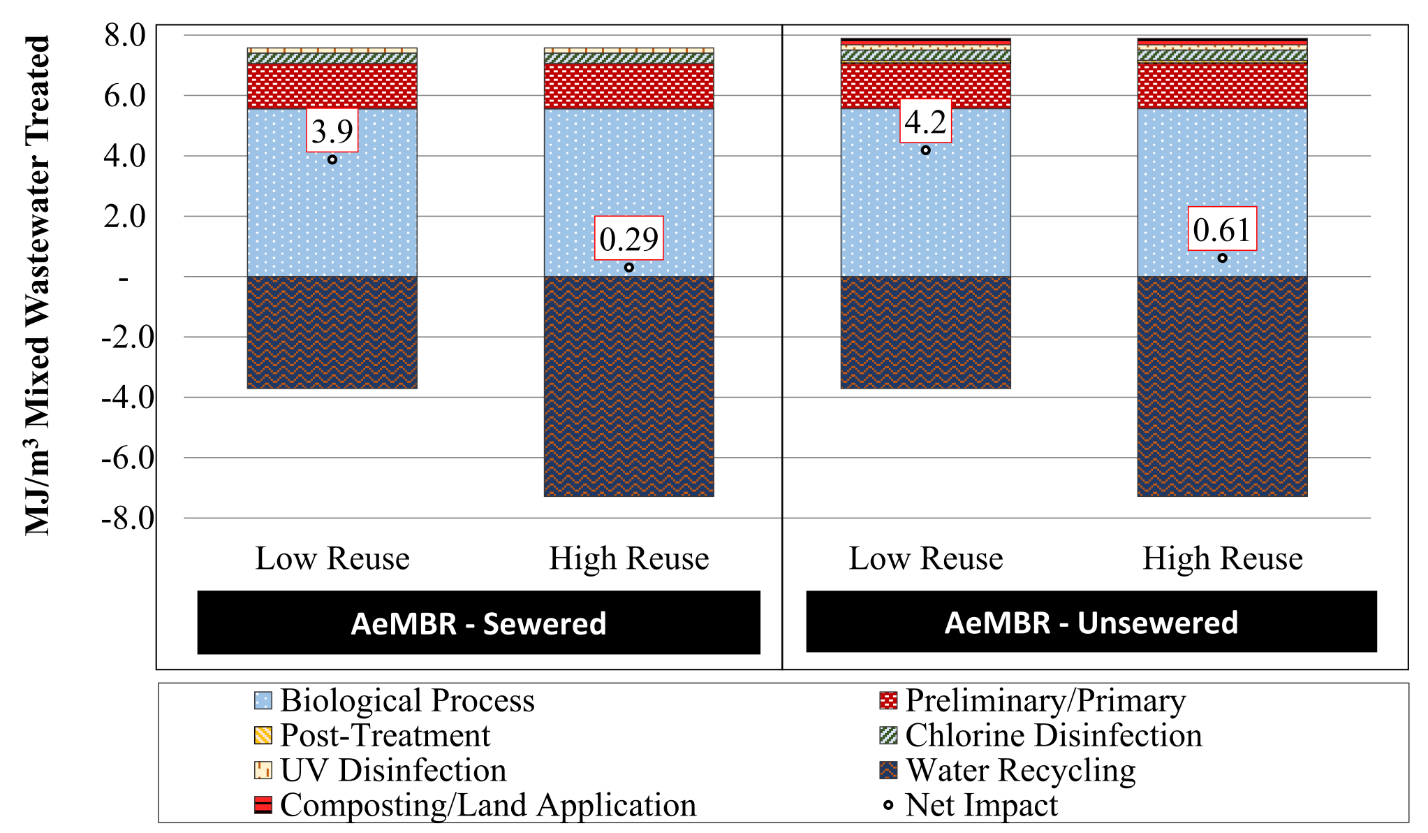 MJ/m³ Mixed Wastewater Treated
8.0
6.0
4.0
2.0
-
-2.0
-4.0
-6.0
-8.0
3.9
0.29
4.2
0.61
Low Reuse
High Reuse
Low Reuse
High Reuse
AeMBR - Sewered
AeMBR - Unsewered
Biological Process
Preliminary/Primary
Post-Treatment
Chlorine Disinfection
UV Disinfection
Water Recycling
Composting/Land Application
Net Impact